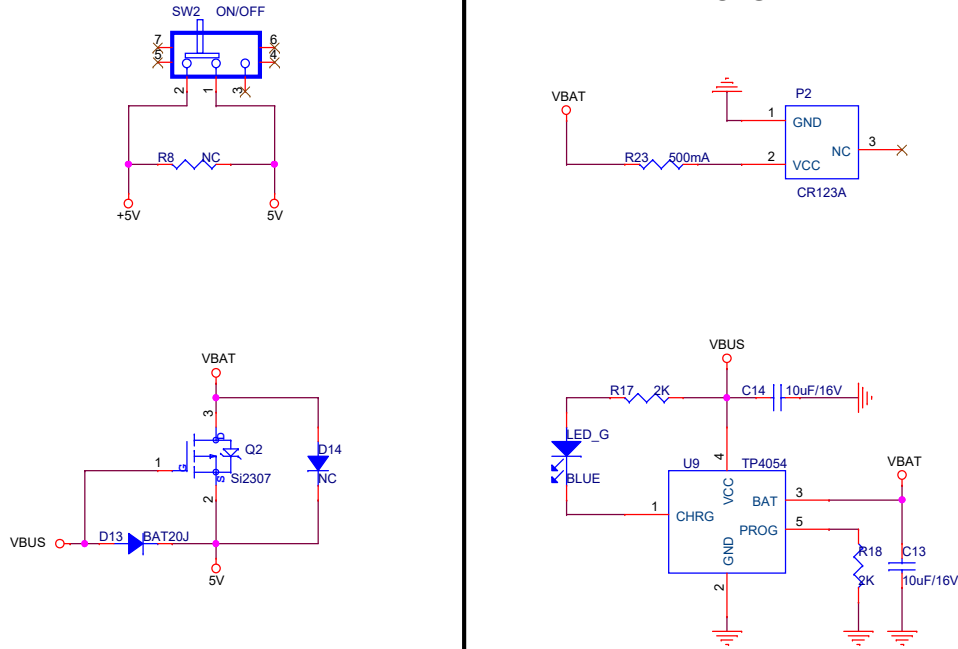 SW2 ON/OFF
7
5
6
4
2
1
3
R8
NC
+5V
5V
VBAT
P2
1
GND
R23
500mA
2
VCC
NC
3
CR123A
VBAT
3
D
Q2
1
G
S
Si2307
D14
NC
2
VBUS
D13
BAT20J
5V
VBUS
R17
2K
C14
10uF/16V
LED_G
BLUE
4
U9
TP4054
VBAT
VCC
BAT
3
1
CHRG
PROG
5
GND
R18
C13
2
2K
10uF/16V